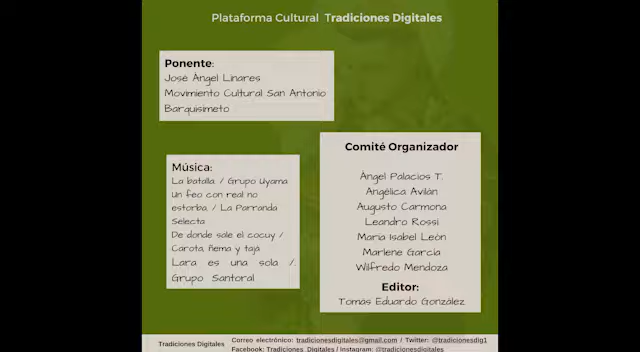 Plataforma Cultural Tradiciones Digitales
Ponente:
José Ángel Linares
Movimiento Cultural San Antonio
Barquisimeto
Música:
La batalla. / Grupo Uyama
Un feo con real no
estorba. / La Parranda
Selecta
De donde sale el cocuy /
Carota, ñema y tajá
Lara es una sola /.
Grupo Santoral
Comité Organizador
Ángel Palacios T.
Angélica Avilán
Augusto Carmona
Leandro Rossi
María Isabel León
Marlene García
Wilfredo Mendoza
Editor:
Tomás Eduardo González
Tradiciones Digitales
Correo electrónico: tradicionesdigitales@gmail.com / Twitter: @tradicionesdig1
Facebook: Tradiciones Digitales / Instagram: @tradicionesdigitales